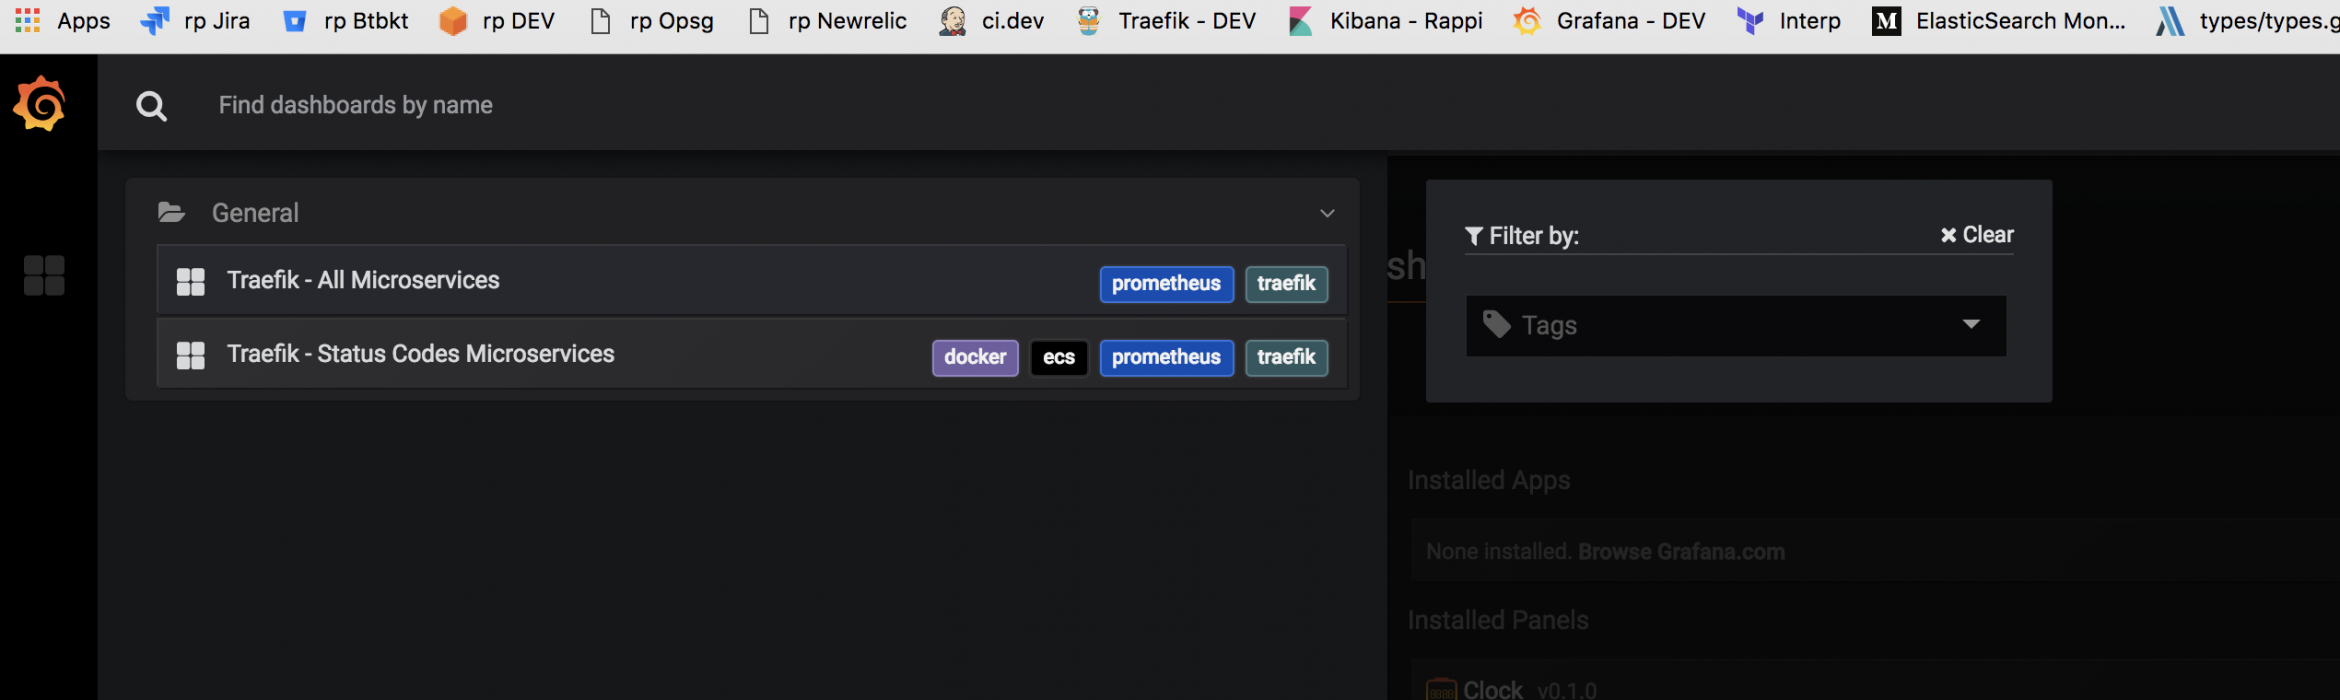 Apps rp Jira rp Btbkt rp DEV rp Opsg rp Newrelic ci.dev Traefik - DEV Kibana - Rappi Grafana - DEV Interp M ElasticSearch Mon... types/types.g
Find dashboards by name
General
Traefik - All Microservices prometheus traefik
Traefik - Status Codes Microservices docker ecs prometheus traefik
sh
Filter by: Clear
Tags
Installed Apps
None installed. Browse Grafana.com
Installed Panels
Clock v0.1.0